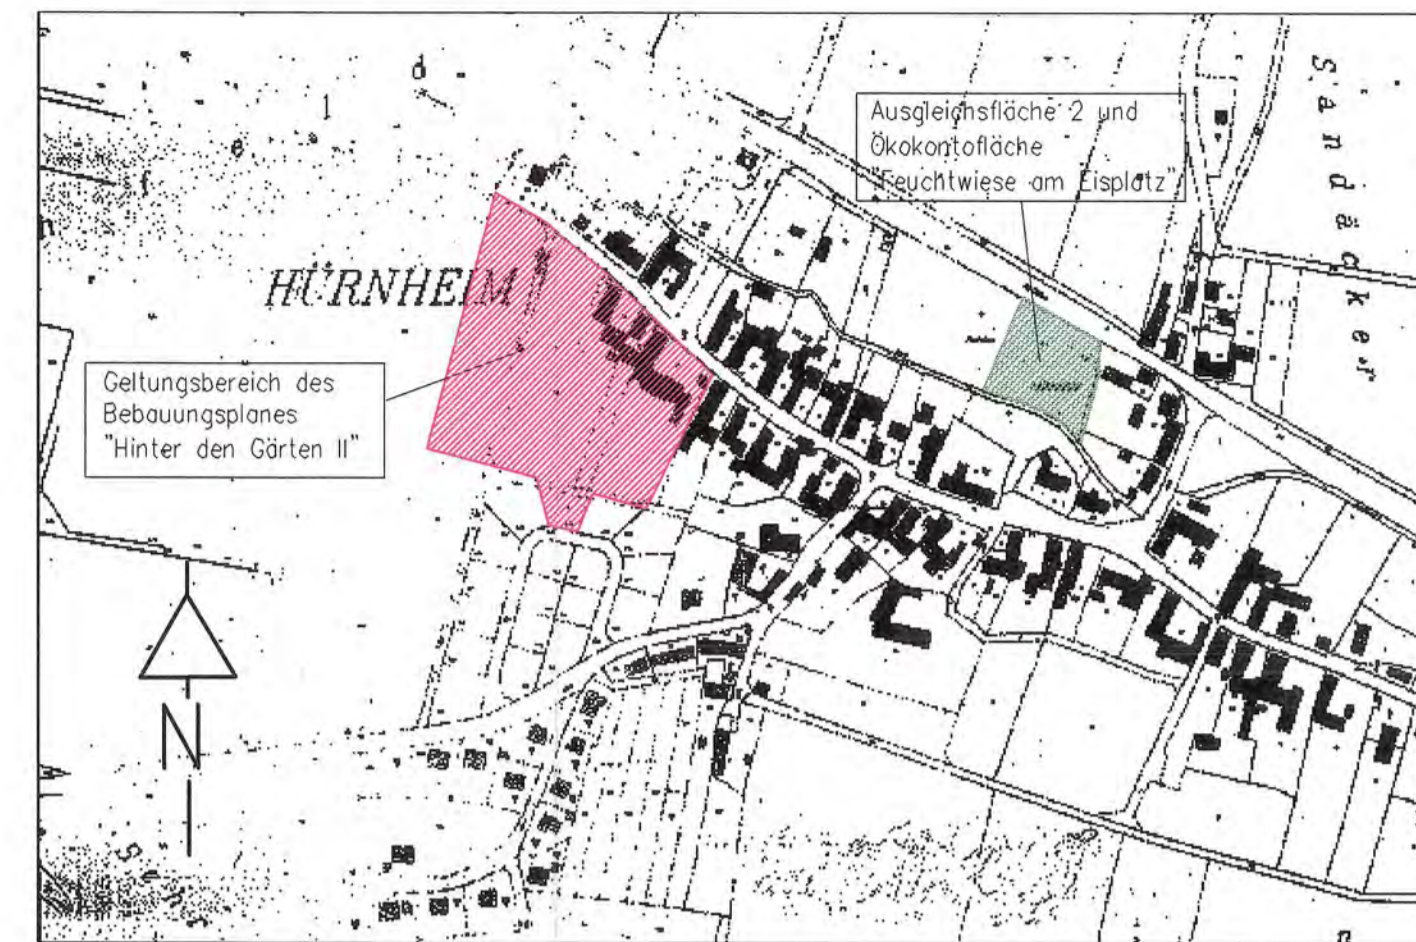 Ausgleichsfläche 2 und
Ökokontofläche
"Feuchtwiese am Eisplatz"
Sandäcker
HÜRNHEIM
Geltungsbereich des
Bebauungsplanes
"Hinter den Gärten II"
N